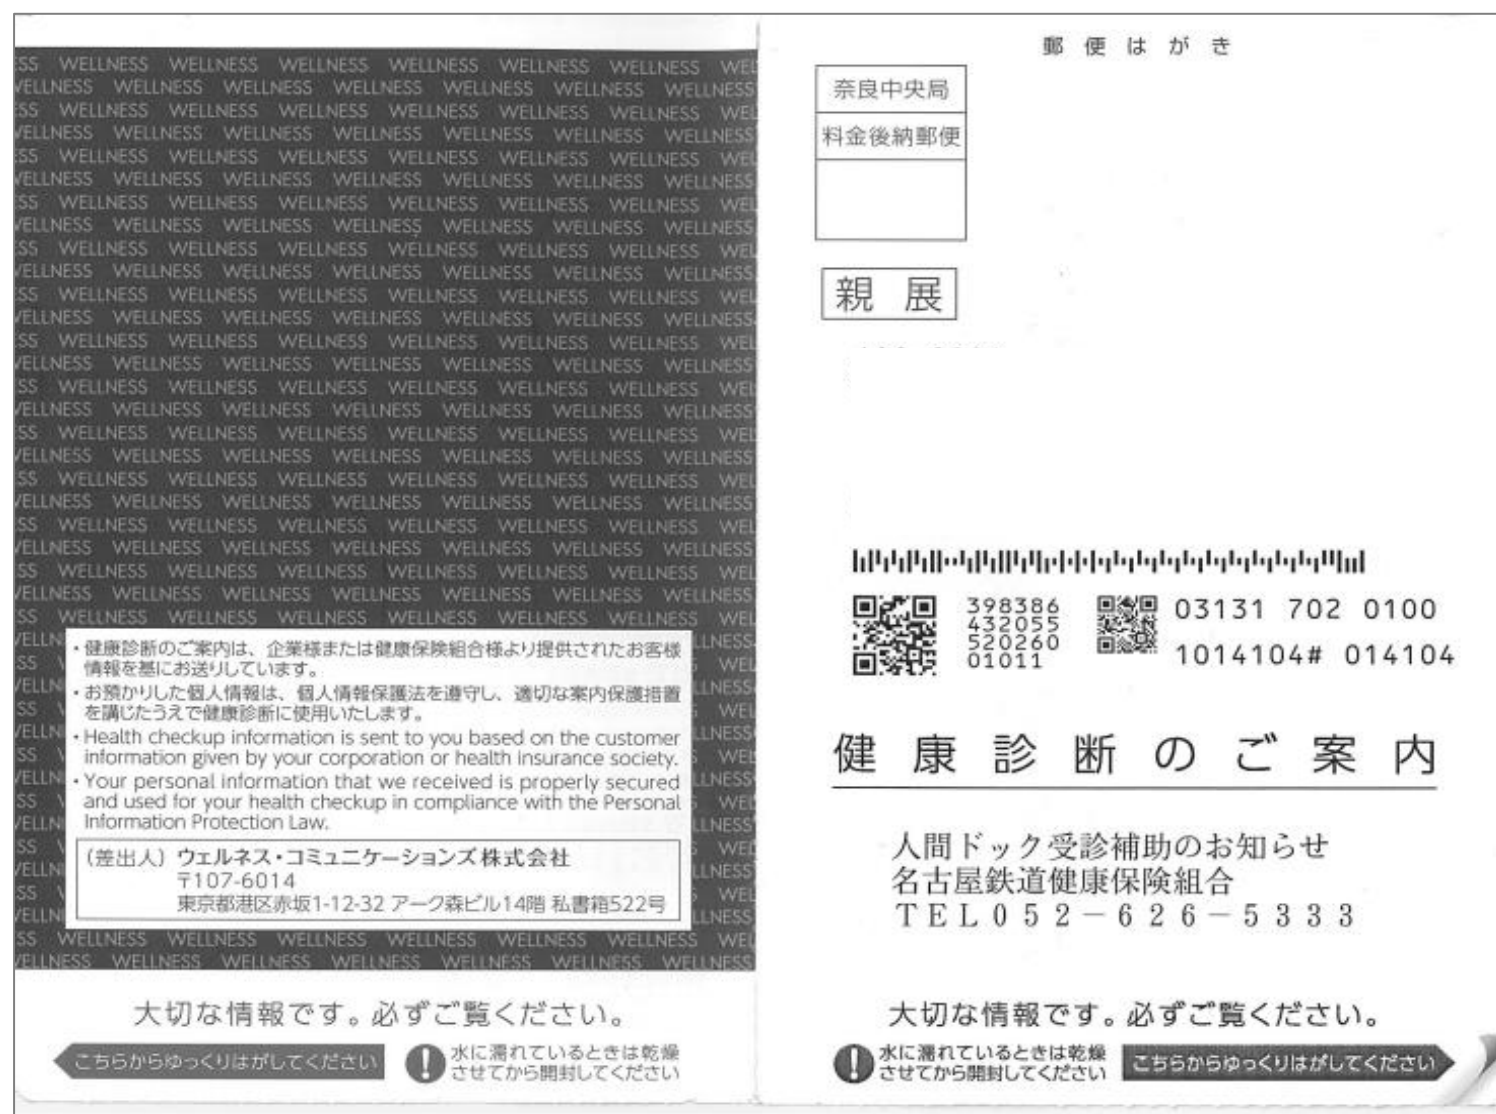 WELLNESS WELLNESS WELLNESS WELLNESS WELLNESS WELLNESS
・健康診断のご案内は、企業様または健康保険組合様より提供されたお客様
情報を基にお送りしています。
・お預かりした個人情報は、個人情報保護法を遵守し、適切な案内保護措置
を講じたうえで健康診断に使用いたします。
・Health checkup information is sent to you based on the customer
information given by your corporation or health insurance society.
・Your personal information that we received is properly secured
and used for your health checkup in compliance with the Personal
Information Protection Law.
(差出人) ウェルネス・コミュニケーションズ株式会社
〒107-6014
東京都港区赤坂1-12-32 アーク森ビル14階 私書箱522号
大切な情報です。必ずご覧ください。
こちらからゆっくりはがしてください
水に濡れているときは乾燥
させてから開封してください
郵便はがき
奈良中央局
料金後納郵便
親展
398386
432055
520260
01011
03131 702 0100
1014104# 014104
健康診断のご案内
人間ドック受診補助のお知らせ
名古屋鉄道健康保険組合
TEL052-626-5333
大切な情報です。必ずご覧ください。
水に濡れているときは乾燥
させてから開封してください
こちらからゆっくりはがしてください